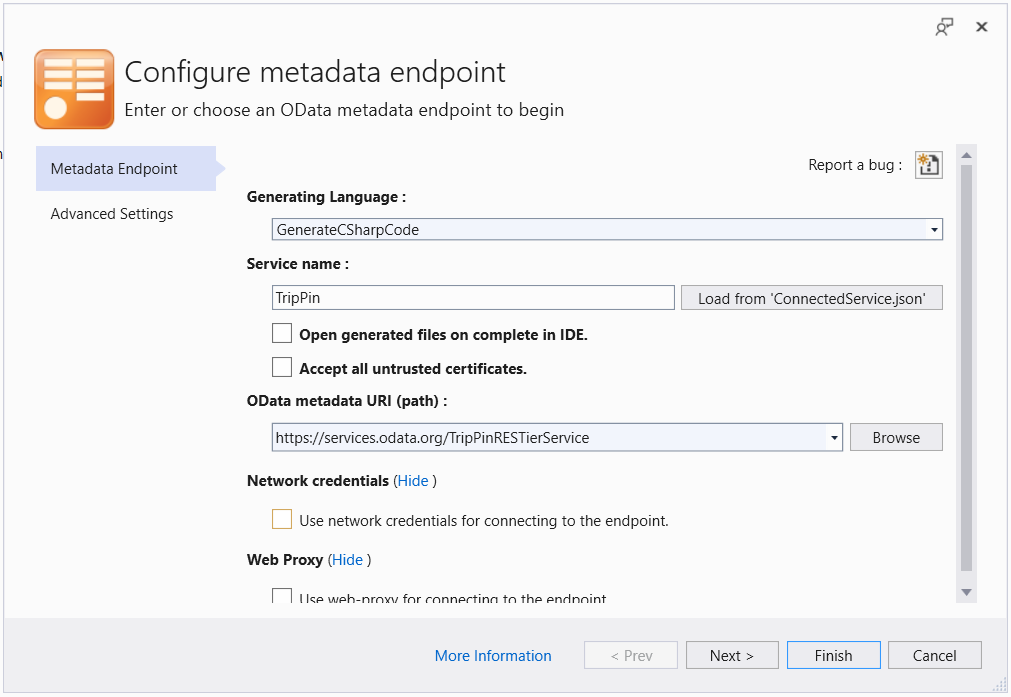 Configure metadata endpoint
Enter or choose an OData metadata endpoint to begin
Metadata Endpoint
Advanced Settings
Report a bug :
Generating Language :
GenerateCSharpCode
Service name :
TripPin
Load from 'ConnectedService.json'
Open generated files on complete in IDE.
Accept all untrusted certificates.
OData metadata URI (path) :
https://services.odata.org/TripPinRESTierService
Browse
Network credentials (Hide )
Use network credentials for connecting to the endpoint.
Web Proxy (Hide )
Use web-proxy for connecting to the endpoint
More Information
< Prev
Next >
Finish
Cancel